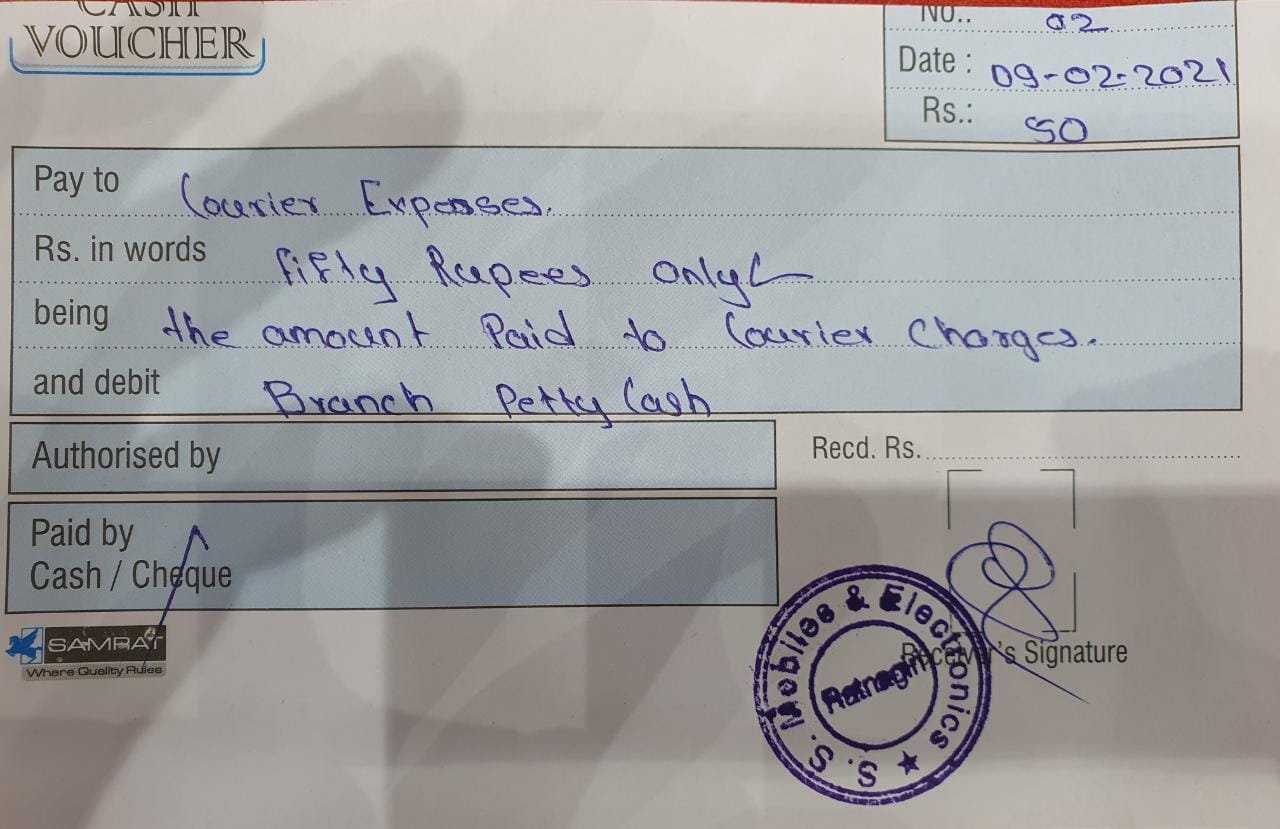 CASH
VOUCHER
No.. 02
Date : 09-02-2021
Rs.: 50
Pay to Courier Expenses.
Rs. in words fifty Rupees only
being the amount Paid to Courier Charges.
and debit Branch Petty Cash
Authorised by
Recd. Rs.
Paid by
Cash / Cheque
SAMRAT
Where Quality Rules
S. S. Mobiles & Electronics ★
Ratnagiri
Receiver's Signature